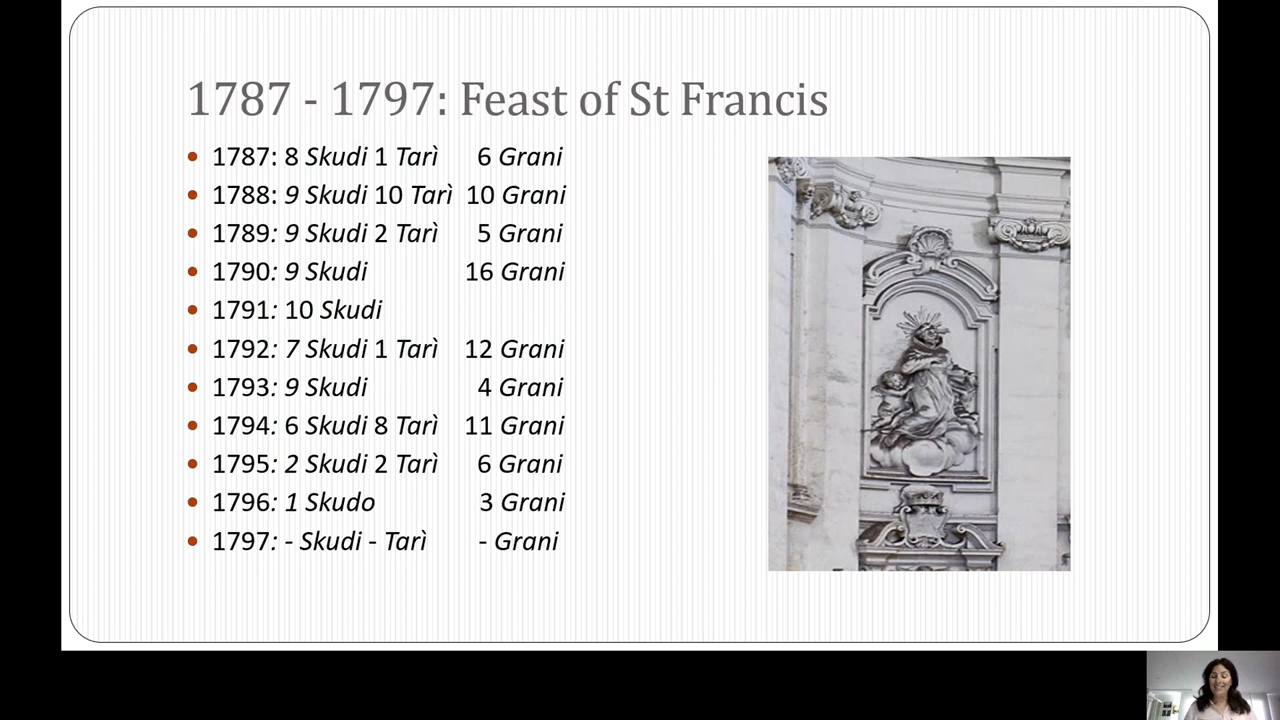 1787 - 1797: Feast of St Francis
• 1787: 8 Skudi 1 Tarì 6 Grani
• 1788: 9 Skudi 10 Tarì 10 Grani
• 1789: 9 Skudi 2 Tarì 5 Grani
• 1790: 9 Skudi 16 Grani
• 1791: 10 Skudi
• 1792: 7 Skudi 1 Tarì 12 Grani
• 1793: 9 Skudi 4 Grani
• 1794: 6 Skudi 8 Tarì 11 Grani
• 1795: 2 Skudi 2 Tarì 6 Grani
• 1796: 1 Skudo 3 Grani
• 1797: - Skudi - Tarì - Grani